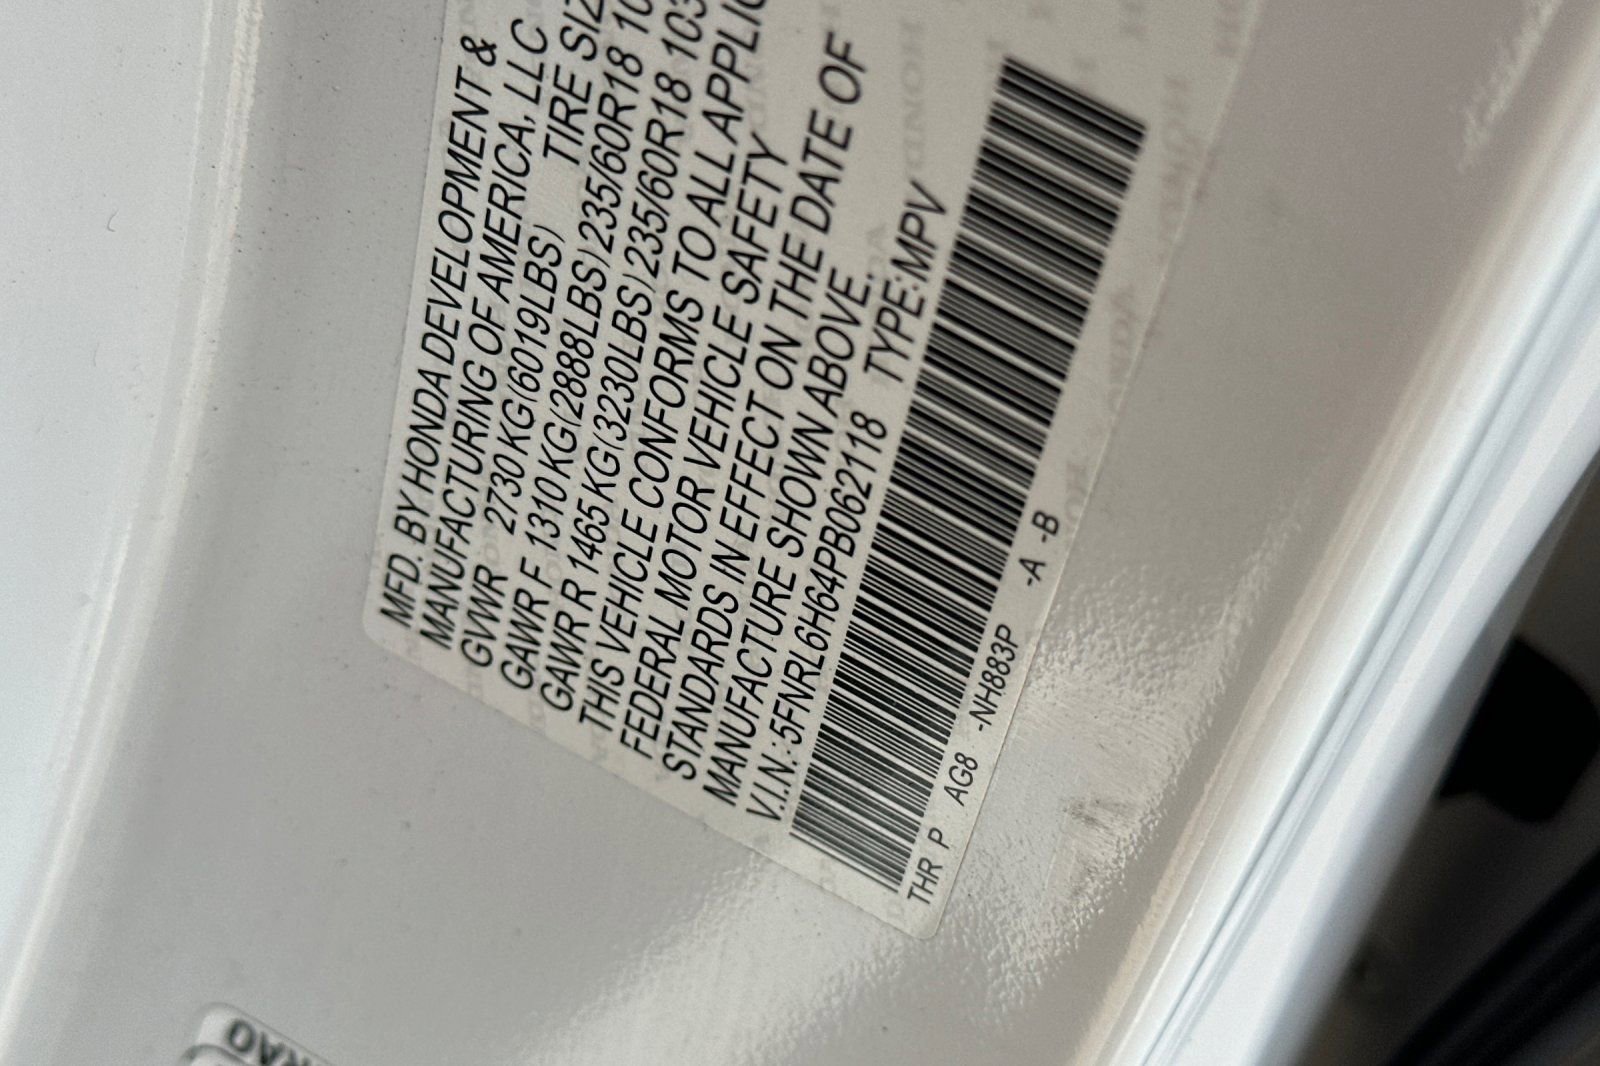 MFD. BY HONDA DEVELOPMENT &
MANUFACTURING OF AMERICA, LLC
GVWR 2730 KG(6019LBS) TIRE SIZ
GAWR F 1310 KG(2888LBS)235/60R18 10
GAWR R 1465 KG(3230LBS)235/60R18 103
THIS VEHICLE CONFORMS TO ALL APPLIC
FEDERAL MOTOR VEHICLE SAFETY
STANDARDS IN EFFECT ON THE DATE OF
MANUFACTURE SHOWN ABOVE.
V.I.N.:5FNRL6H64PB062118 TYPE:MPV
THR P AG8 -NH883P -A -B